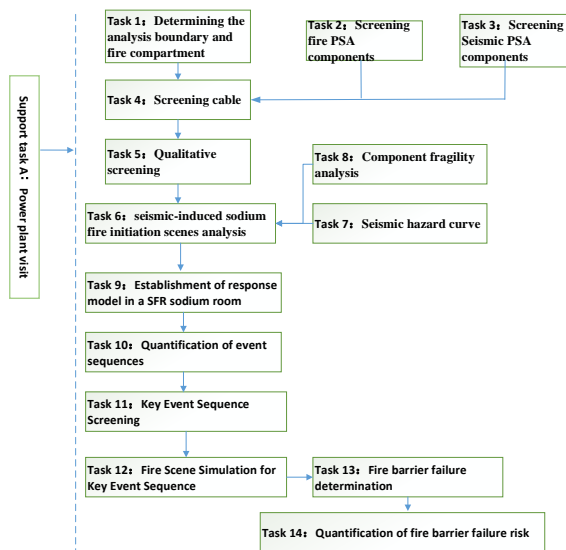 Task 1：Determining the
analysis boundary and
fire compartment
Task 2：Screening
fire PSA
components
Task 3：Screening
Seismic PSA
components
Support task A：Power plant
visit
Task 4：Screening cable
Task 5：Qualitative
screening
Task 8：Component fragility
analysis
Task 6：seismic-induced sodium
fire initiation scenes analysis
Task 7：Seismic hazard curve
Task 9：Establishment of response
model in a SFR sodium room
Task 10：Quantification of event
sequences
Task 11：Key Event Sequence
Screening
Task 12：Fire Scene Simulation for
Key Event Sequence
Task 13：Fire barrier failure
determination
Task 14：Quantification of fire barrier failure risk